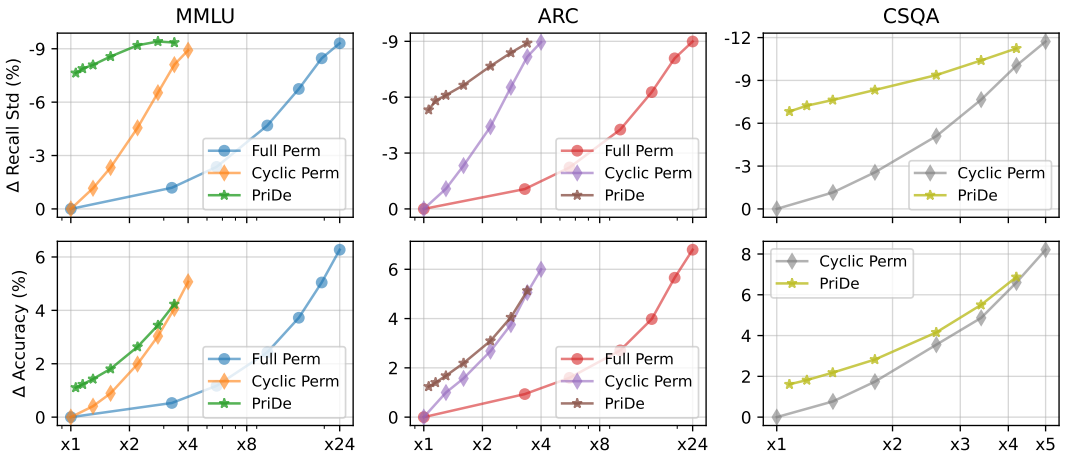 MMLU
ARC
CSQA
Δ Recall Std (%)
-9
-6
-3
0
Full Perm
Cyclic Perm
PriDe
-9
-6
-3
0
Full Perm
Cyclic Perm
PriDe
-12
-9
-6
-3
0
Cyclic Perm
PriDe
Δ Accuracy (%)
6
4
2
0
Full Perm
Cyclic Perm
PriDe
x1
x2
x4
x8
x24
6
4
2
0
Full Perm
Cyclic Perm
PriDe
x1
x2
x4
x8
x24
8
6
4
2
0
Cyclic Perm
PriDe
x1
x2
x3
x4
x5